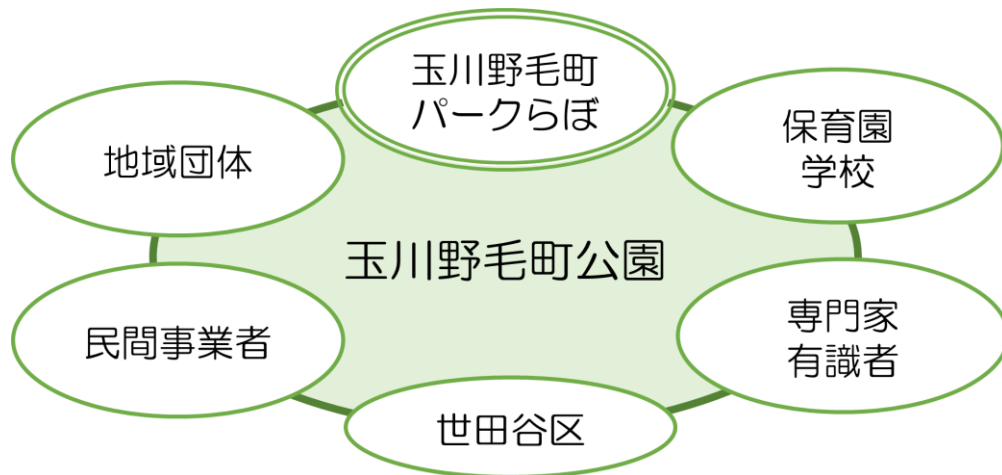 玉川野毛町
パークらぼ
地域団体
保育園
学校
玉川野毛町公園
民間事業者
専門家
有識者
世田谷区